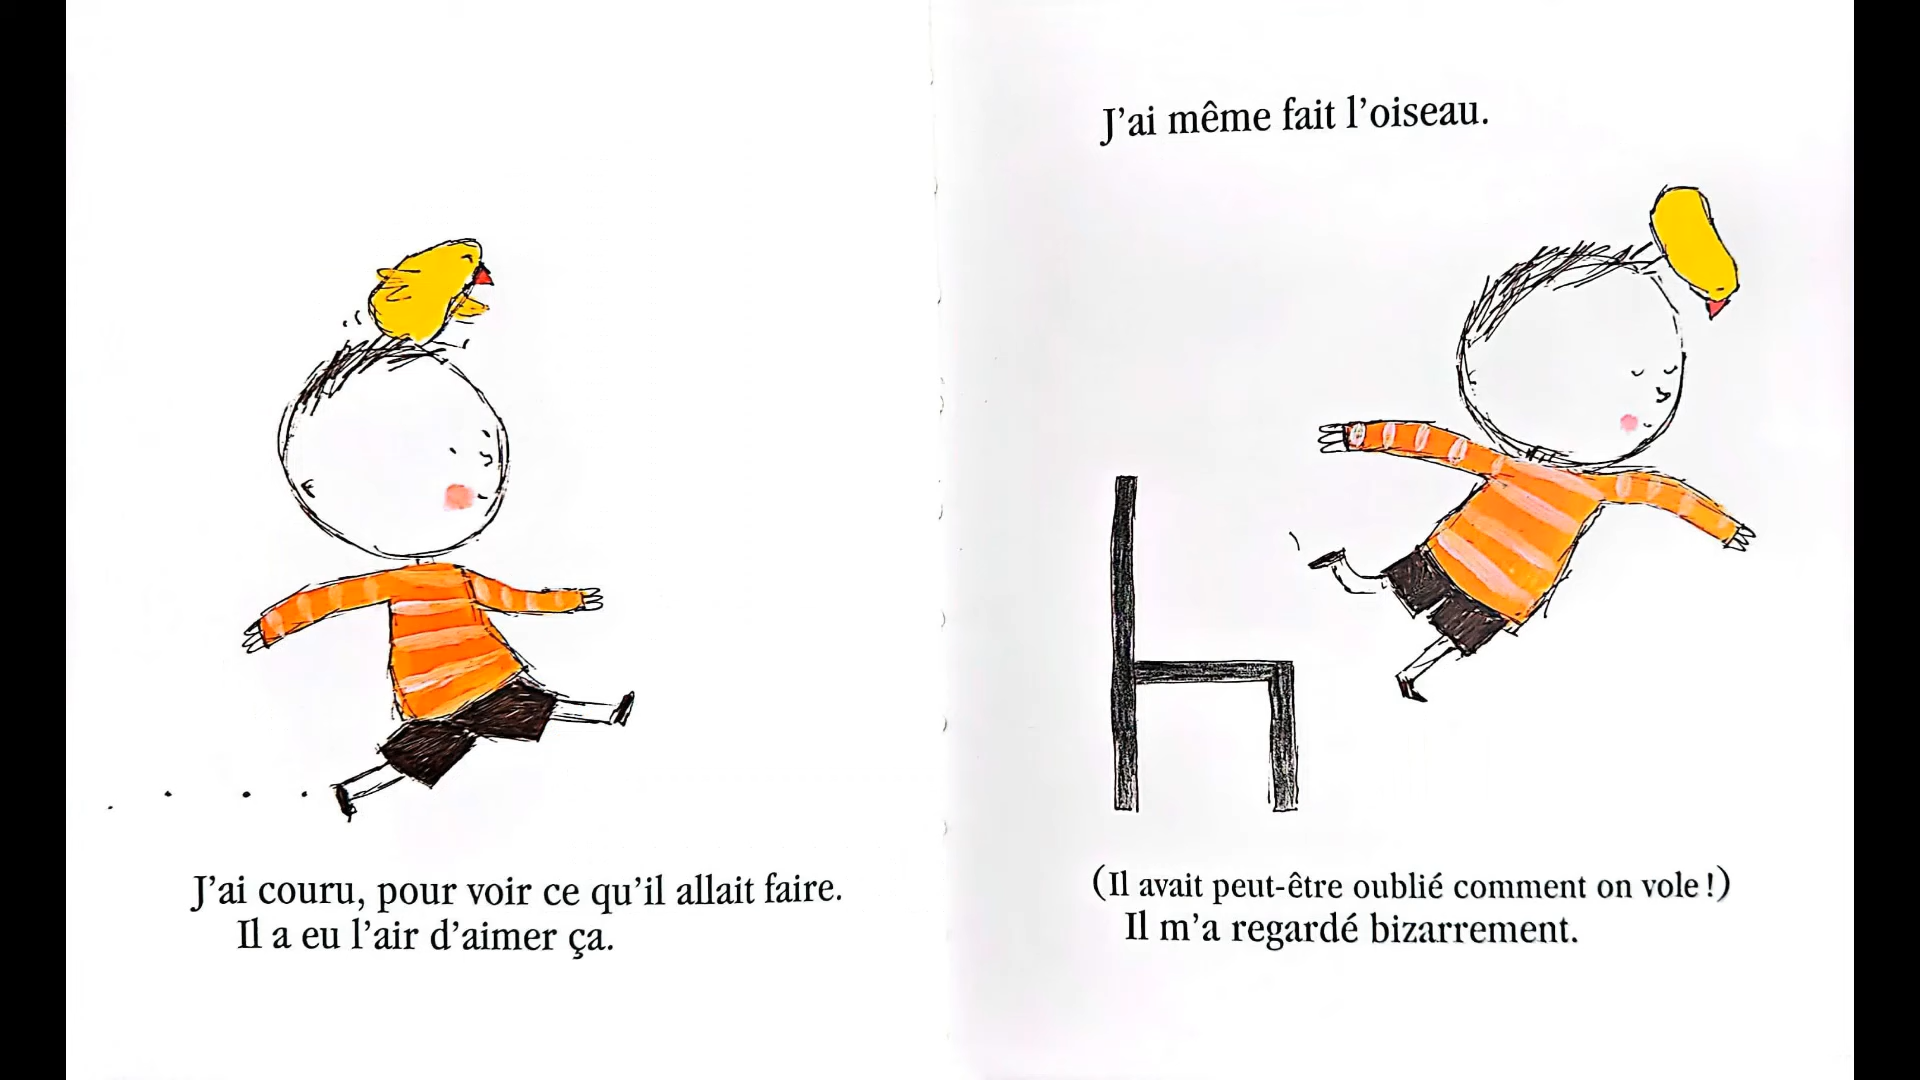 J'ai couru, pour voir ce qu'il allait faire.
Il a eu l'air d'aimer ça.
J'ai même fait l'oiseau.
(Il avait peut-être oublié comment on vole !)
Il m'a regardé bizarrement.